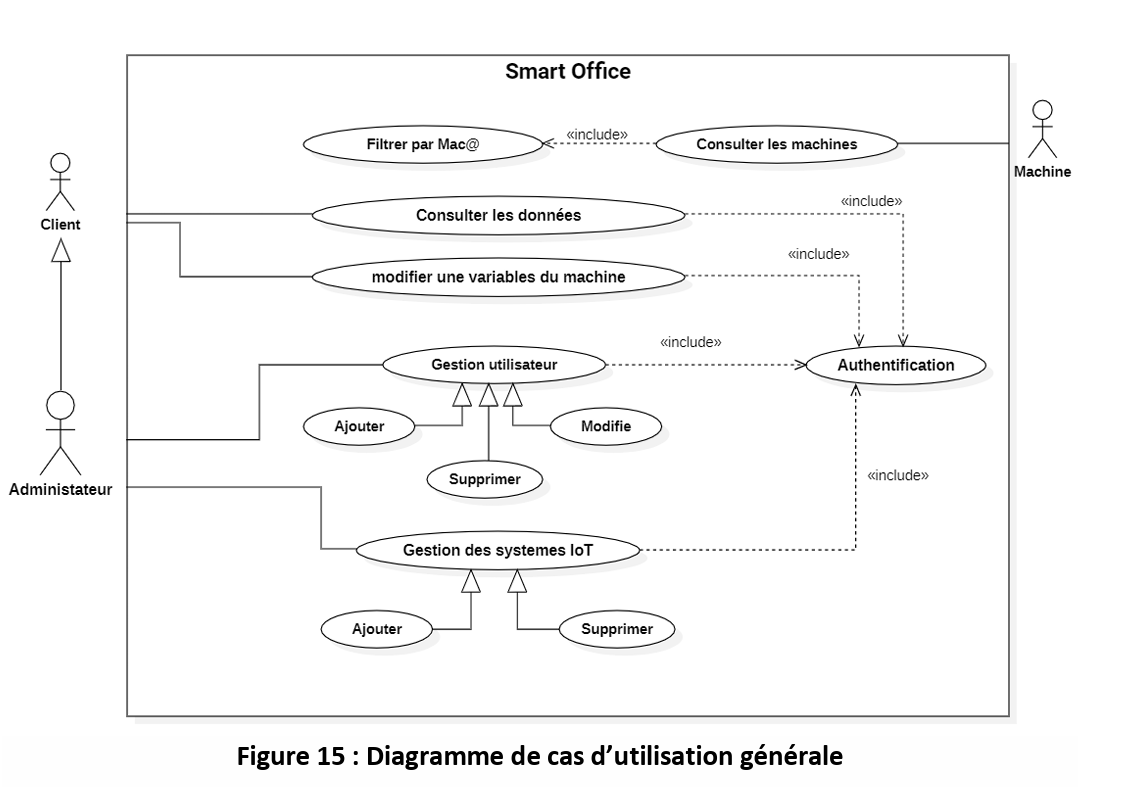 Smart Office
Filtrer par Mac@
«include»
Consulter les machines
Machine
Client
Consulter les données
«include»
modifier une variables du machine
«include»
Gestion utilisateur
«include»
Authentification
Ajouter
Modifie
Supprimer
Administateur
«include»
Gestion des systemes IoT
Ajouter
Supprimer
Figure 15 : Diagramme de cas d’utilisation générale